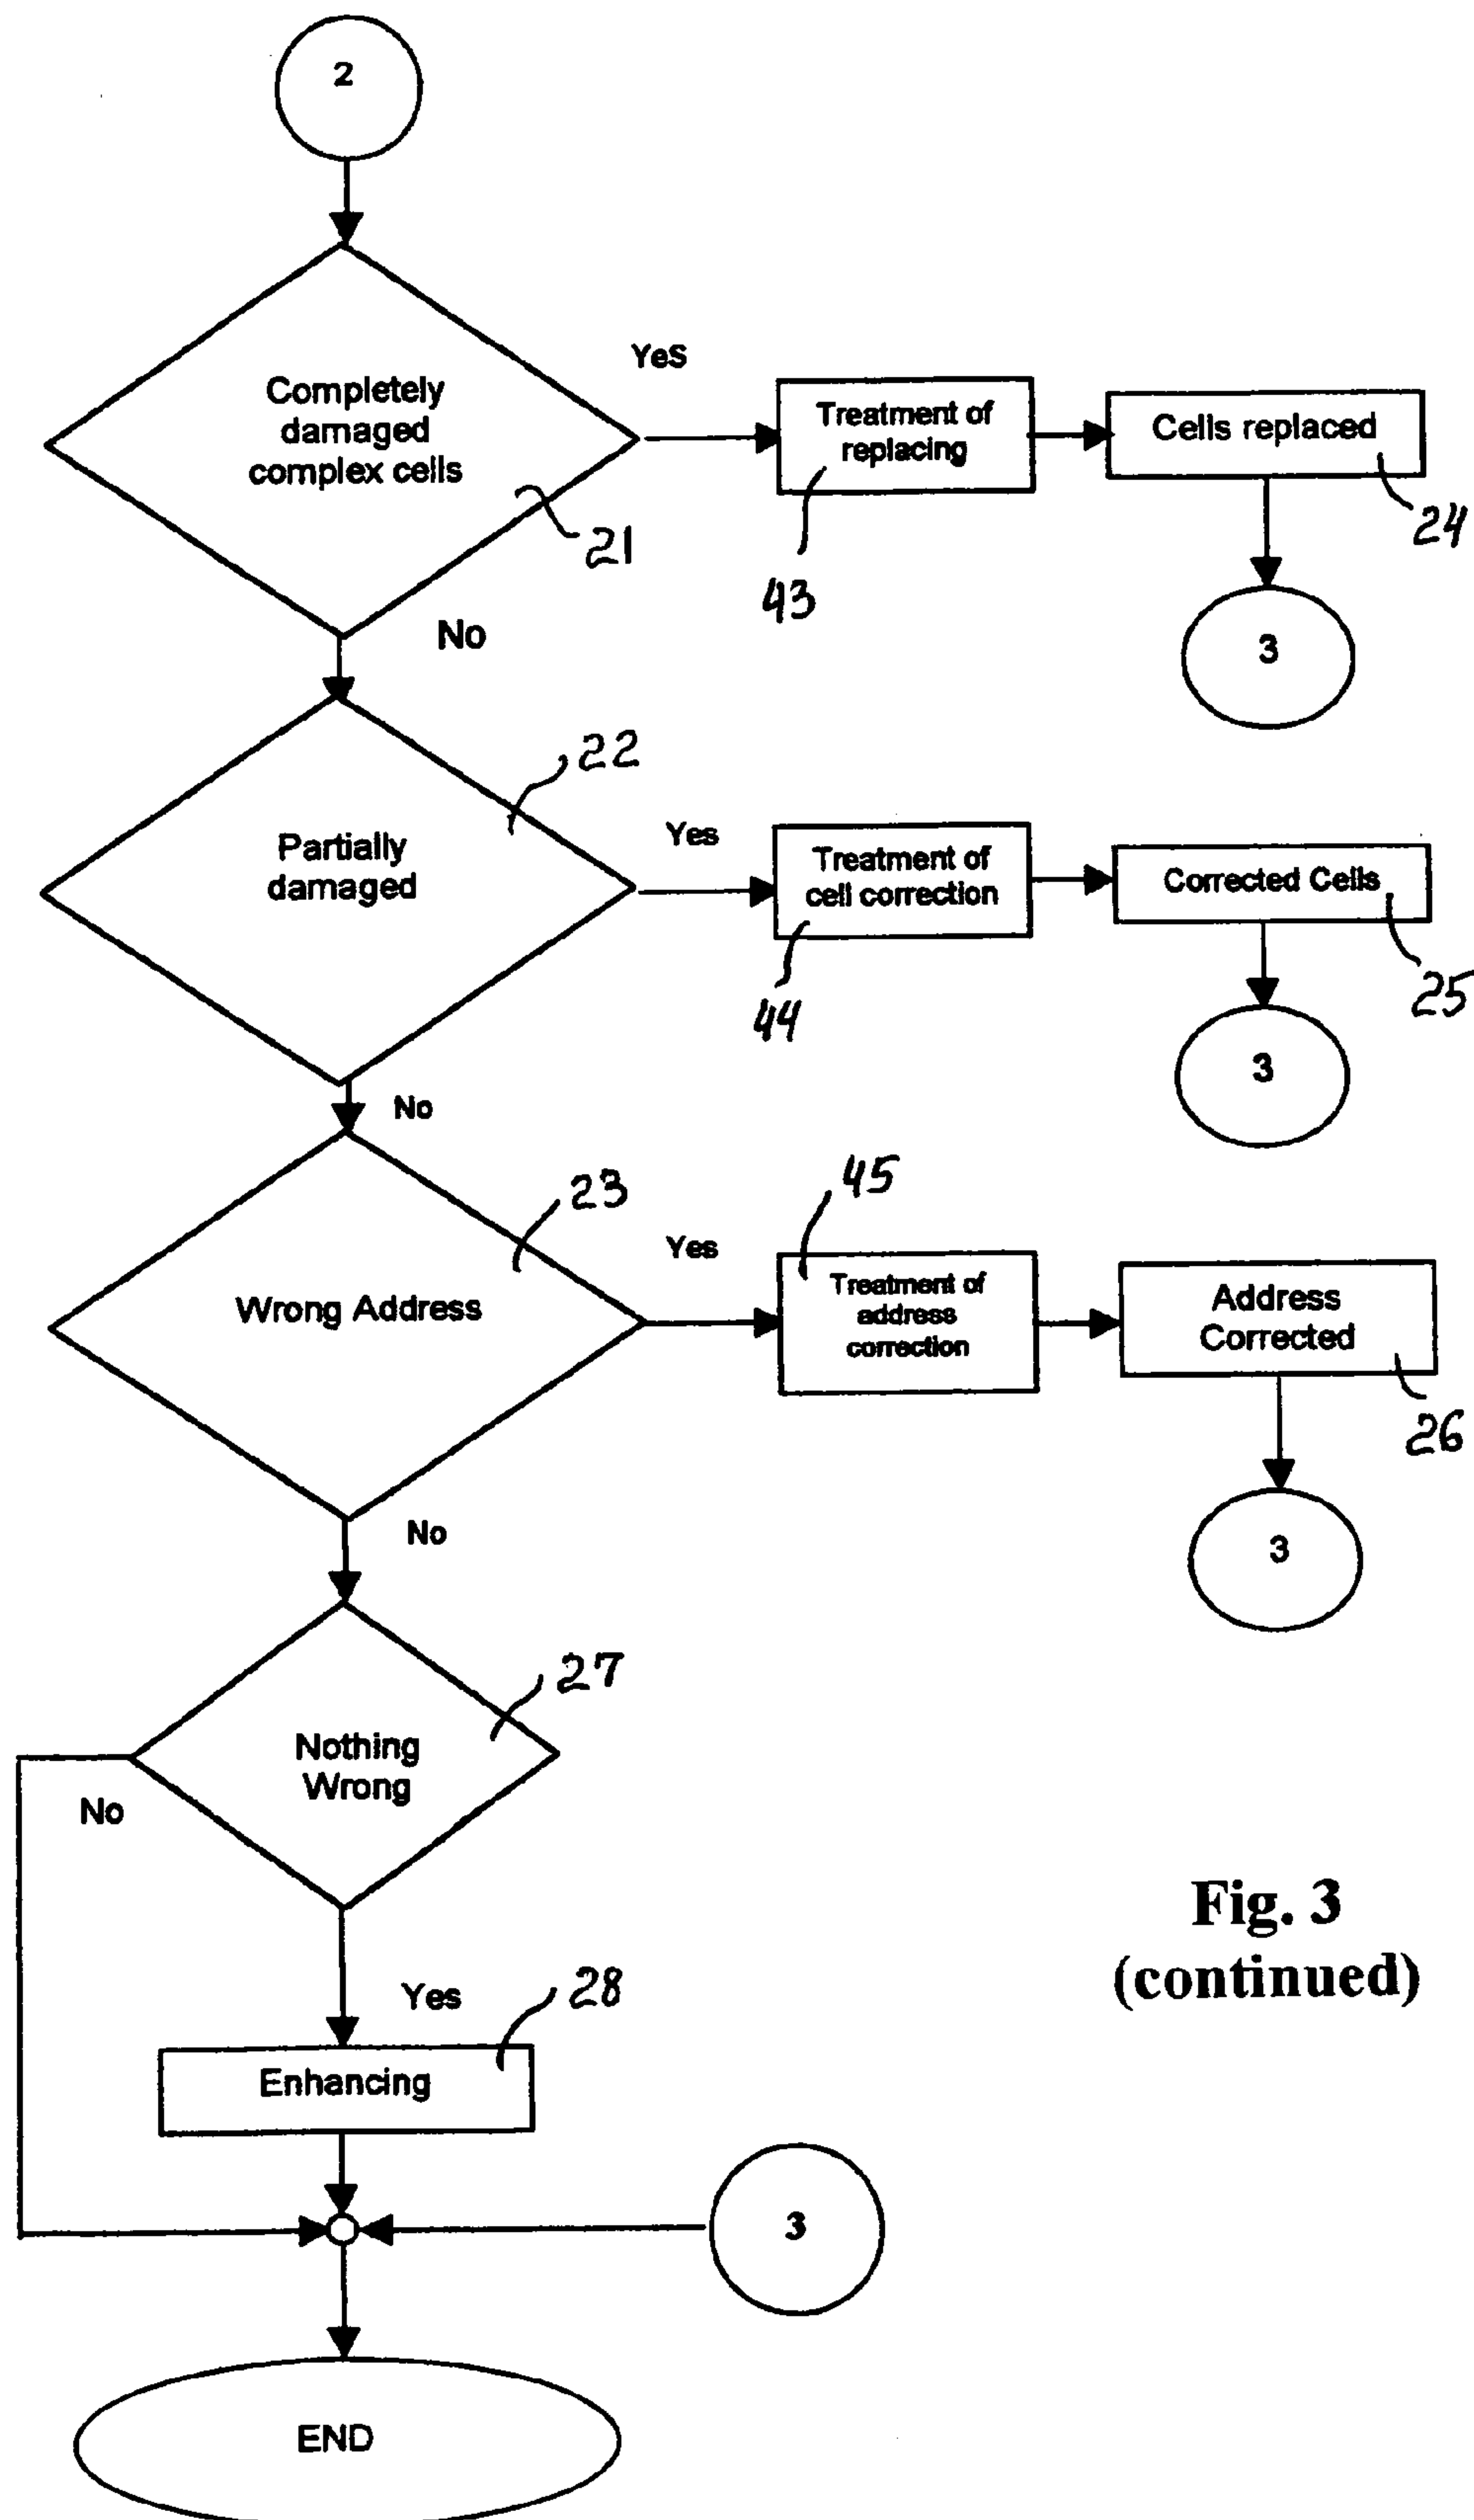 2
Completely
damaged
complex cells
21
YeS
Treatment of
replacing
43
Cells replaced
24
3
No
Partially
damaged
22
Yes
Treatment of
cell correction
44
Corrected Cells
25
3
No
Wrong Address
23
Yes
45
Treatment of
address
correction
Address
Corrected
26
3
No
Nothing
Wrong
27
No
Yes
28
Enhancing
3
END
Fig. 3
(continued)